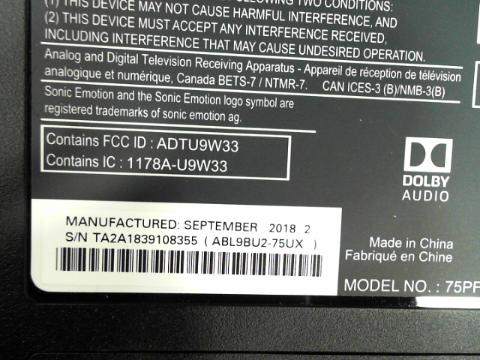 FOLLOWING TWO CONDITIONS:
(1) THIS DEVICE MAY NOT CAUSE HARMFUL INTERFERENCE, AND
(2) THIS DEVICE MUST ACCEPT ANY INTERFERENCE RECEIVED,
INCLUDING INTERFERENCE THAT MAY CAUSE UNDESIRED OPERATION.
Analog and Digital Television Receiving Apparatus - Appareil de réception de télévision
analogique et numérique, Canada BETS-7 / NTMR-7. CAN ICES-3 (B)/NMB-3(B)
Sonic Emotion and the Sonic Emotion logo symbol are
registered trademarks of sonic emotion ag.
Contains FCC ID : ADTU9W33
Contains IC : 1178A-U9W33
DOLBY
AUDIO
MANUFACTURED: SEPTEMBER 2018 2
S/N TA2A1839108355 ( ABL9BU2-75UX )
Made in China
Fabriqué en Chine
MODEL NO. : 75PF